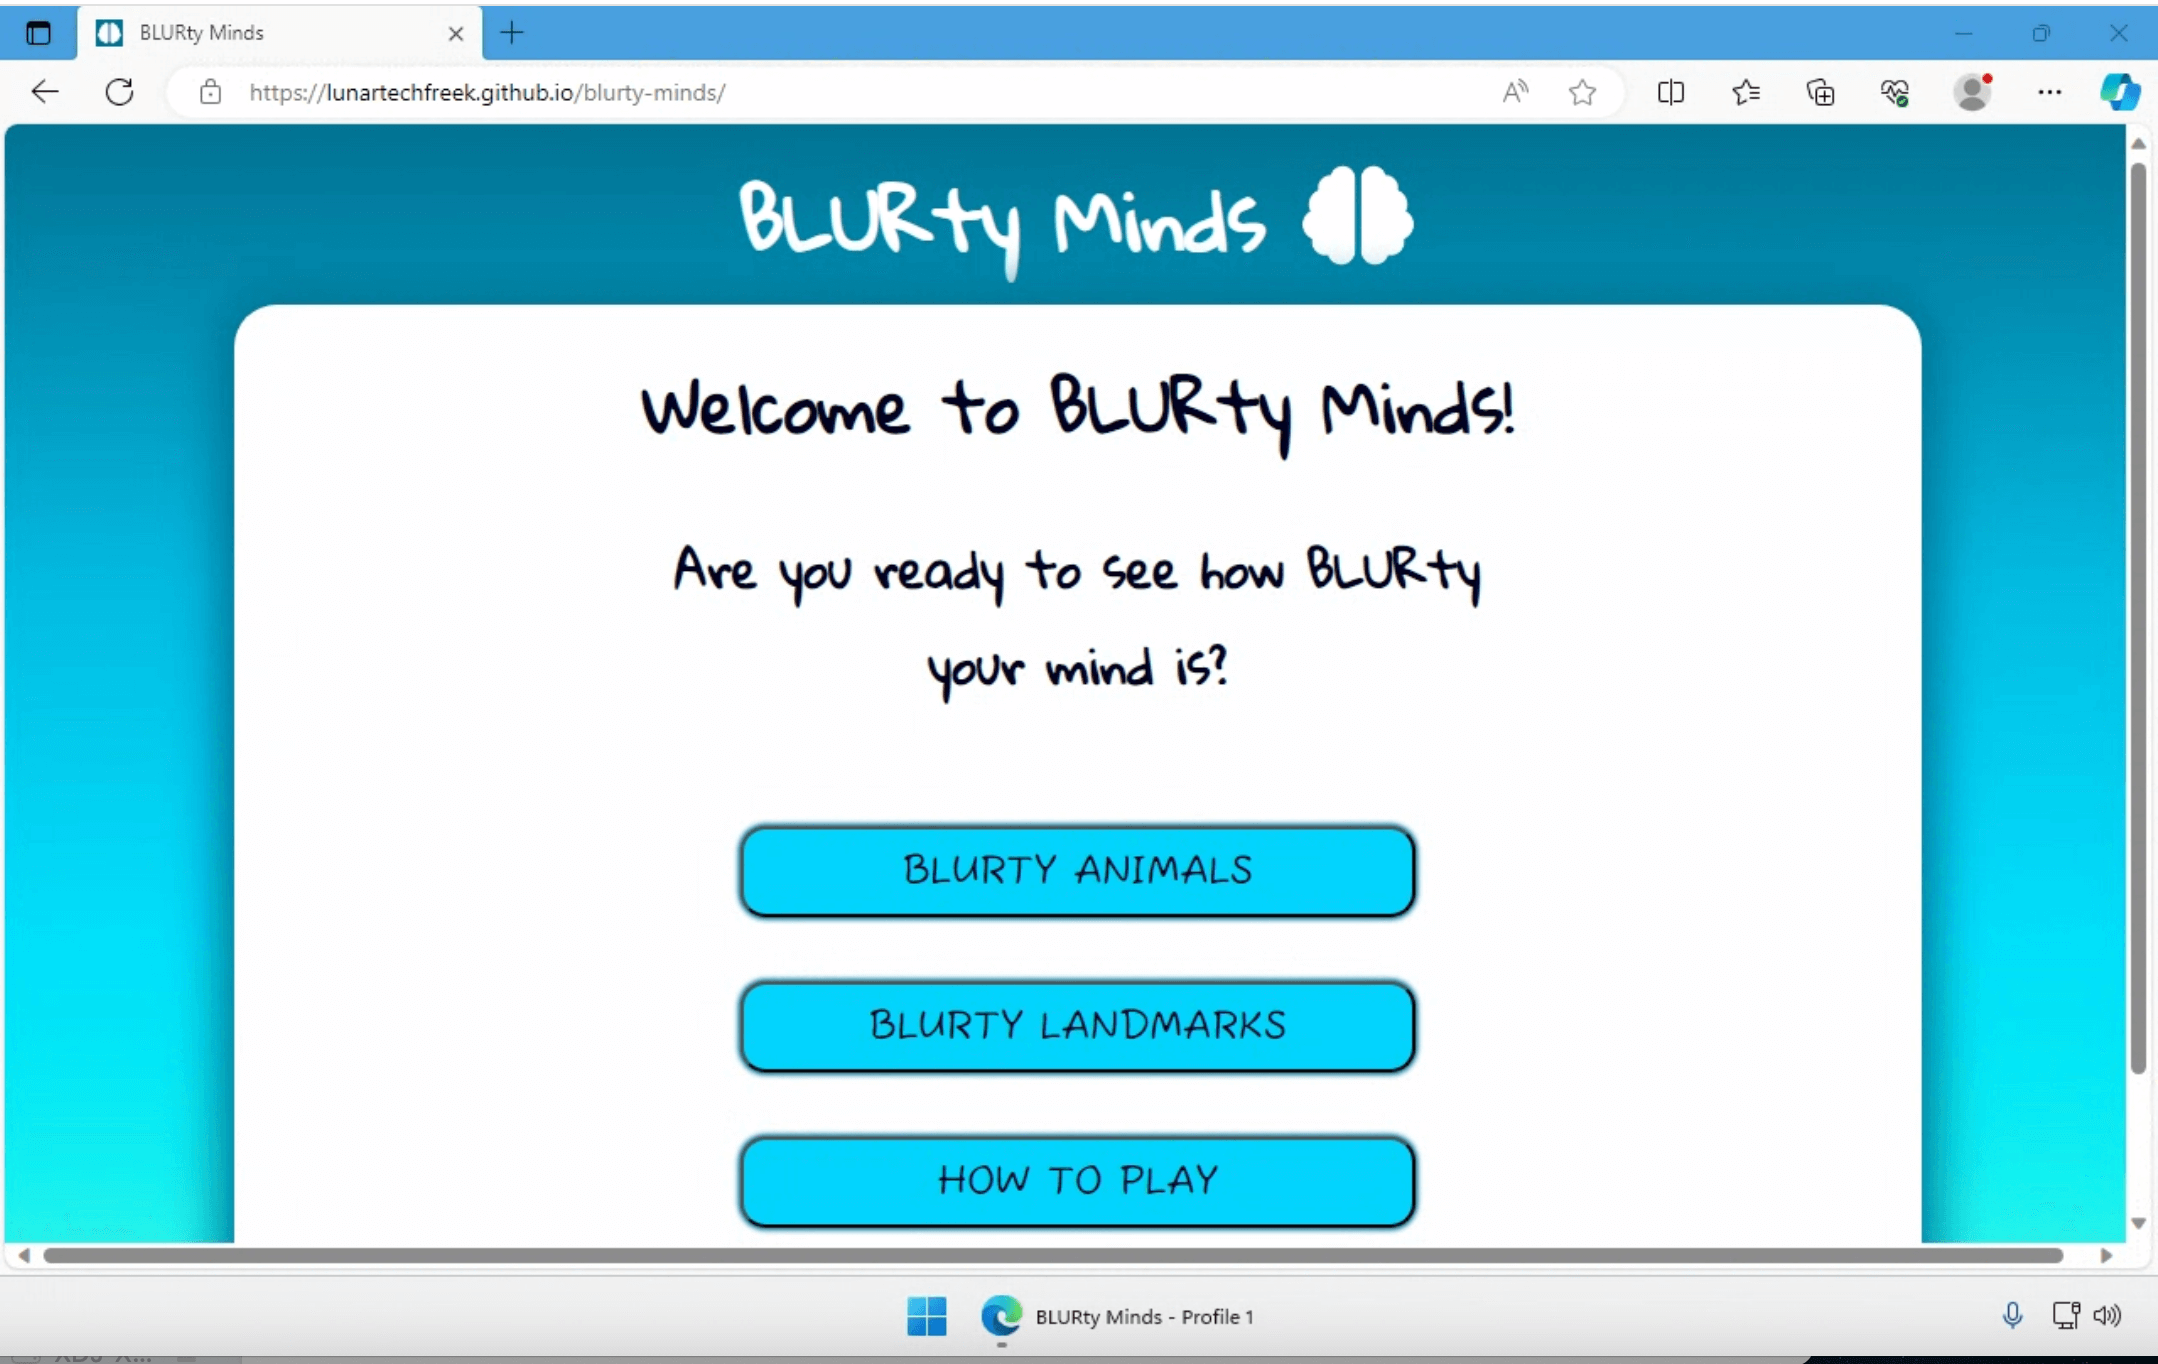 BLURty Minds
https://lunartechfreek.github.io/blurty-minds/
BLURty Minds
Welcome to BLURty Minds!
Are you ready to see how BLURty
your mind is?
BLURTY ANIMALS
BLURTY LANDMARKS
HOW TO PLAY
BLURty Minds - Profile 1